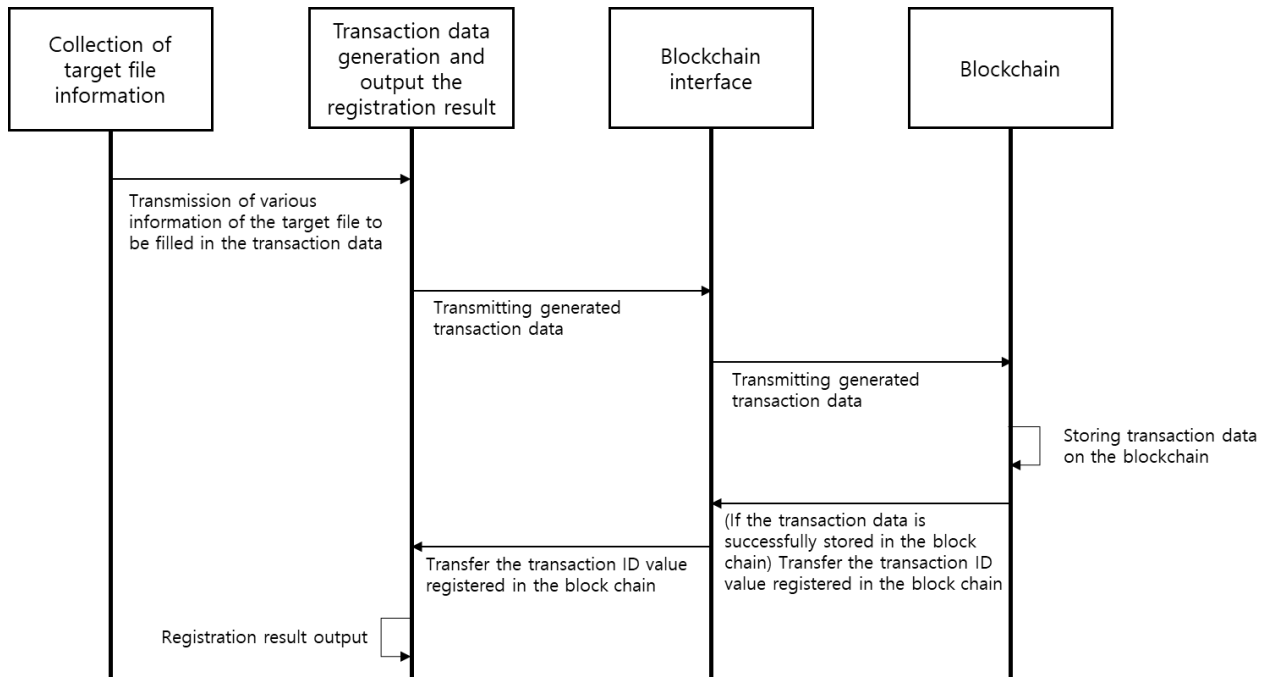 Collection of
target file
information
Transaction data
generation and
output the
registration result
Blockchain
interface
Blockchain
Transmission of various
information of the target file to
be filled in the transaction data
Transmitting generated
transaction data
Transmitting generated
transaction data
Storing transaction data
on the blockchain
(If the transaction data is
successfully stored in the block
chain) Transfer the transaction ID
value registered in the block chain
Transfer the transaction ID value
registered in the block chain
Registration result output